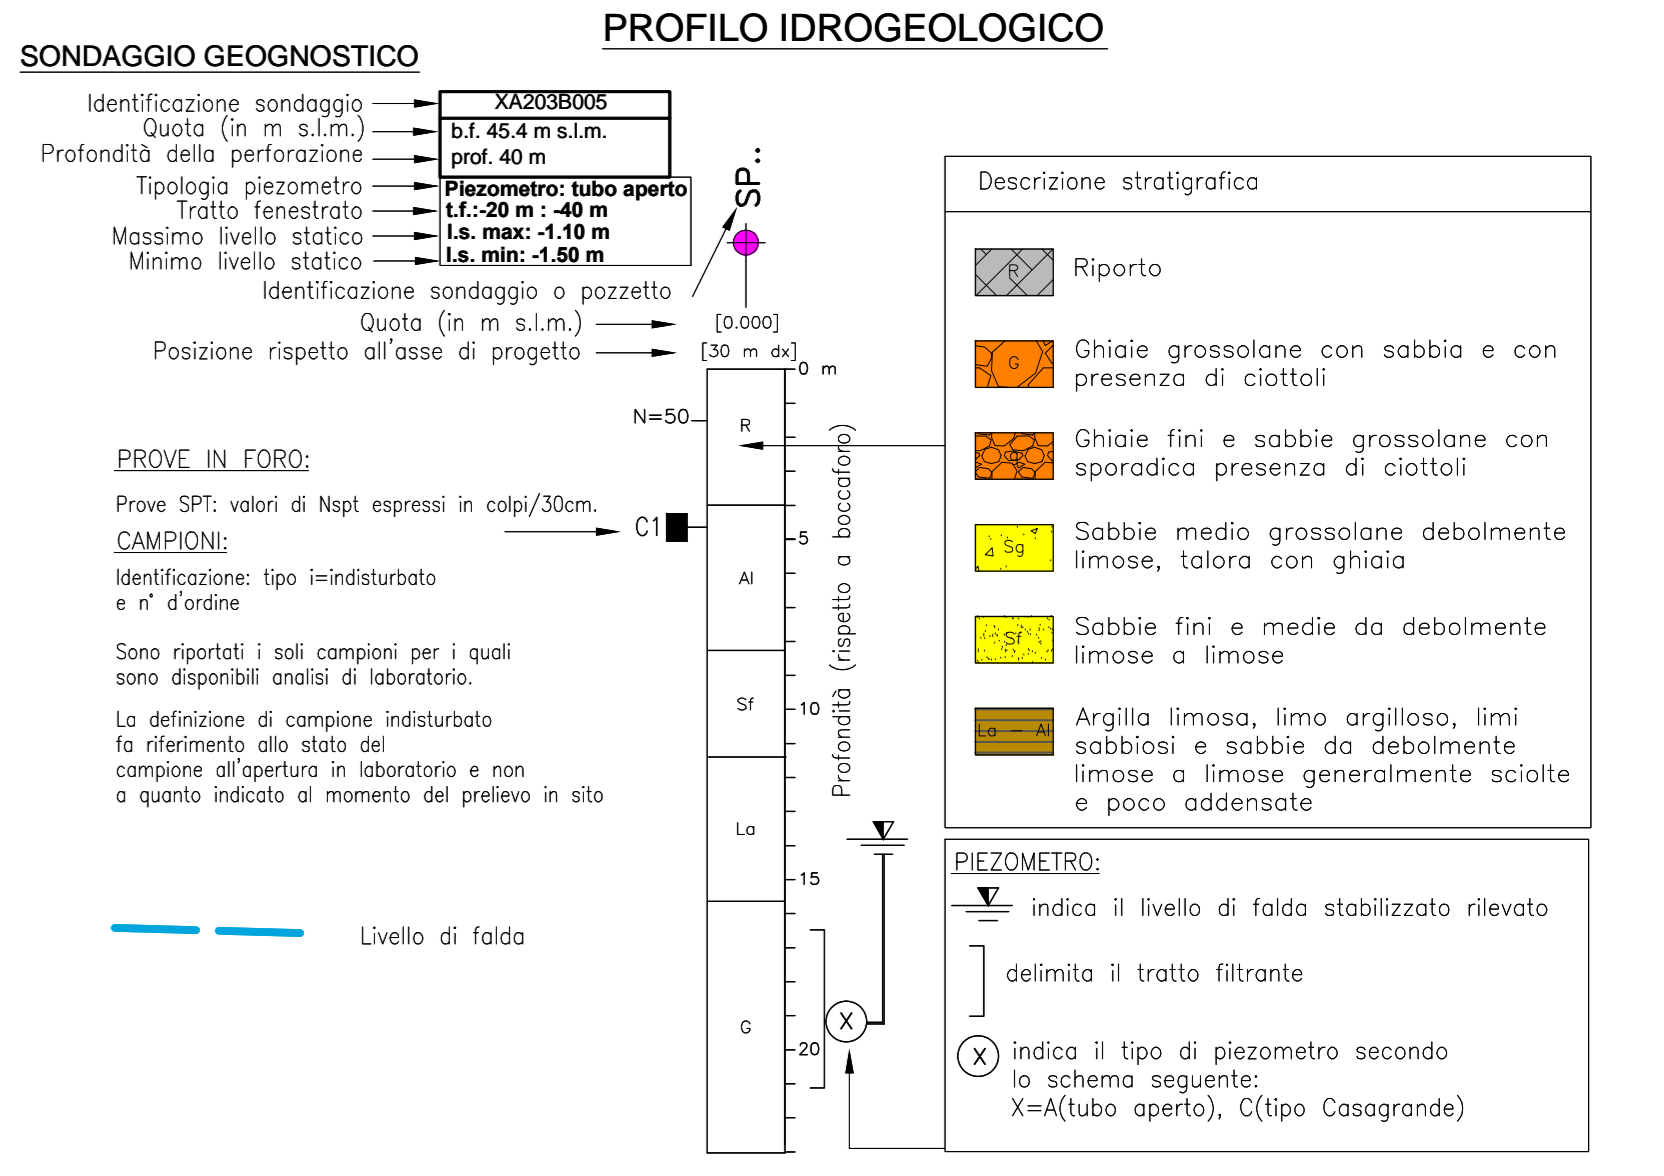 PROFILO IDROGEOLOGICO
SONDAGGIO GEOGNOSTICO
Identificazione sondaggio
XA203B005
Quota (in m s.l.m.)
b.f. 45.4 m s.l.m.
Profondità della perforazione
prof. 40 m
Tipologia piezometro
Piezometro: tubo aperto
Tratto fenestrato
t.f.:-20 m : -40 m
Massimo livello statico
l.s. max: -1.10 m
Minimo livello statico
l.s. min: -1.50 m
SP..
Identificazione sondaggio o pozzetto
Quota (in m s.l.m.)
[0.000]
Posizione rispetto all'asse di progetto
[30 m dx]
0 m
N=50
R
C1
5
Al
Sf
10
La
15
G
20
Profondità (rispetto a boccaforo)
X
PROVE IN FORO:
Prove SPT: valori di Nspt espressi in colpi/30cm.
CAMPIONI:
Identificazione: tipo i=indisturbato
e n° d'ordine
Sono riportati i soli campioni per i quali
sono disponibili analisi di laboratorio.
La definizione di campione indisturbato
fa riferimento allo stato del
campione all'apertura in laboratorio e non
a quanto indicato al momento del prelievo in sito
Livello di falda
Descrizione stratigrafica
R
Riporto
G
Ghiaie grossolane con sabbia e con
presenza di ciottoli
g
Ghiaie fini e sabbie grossolane con
sporadica presenza di ciottoli
Sg
Sabbie medio grossolane debolmente
limose, talora con ghiaia
Sf
Sabbie fini e medie da debolmente
limose a limose
La – Al
Argilla limosa, limo argilloso, limi
sabbiosi e sabbie da debolmente
limose a limose generalmente sciolte
e poco addensate
PIEZOMETRO:
indica il livello di falda stabilizzato rilevato
delimita il tratto filtrante
X
indica il tipo di piezometro secondo
lo schema seguente:
X=A(tubo aperto), C(tipo Casagrande)